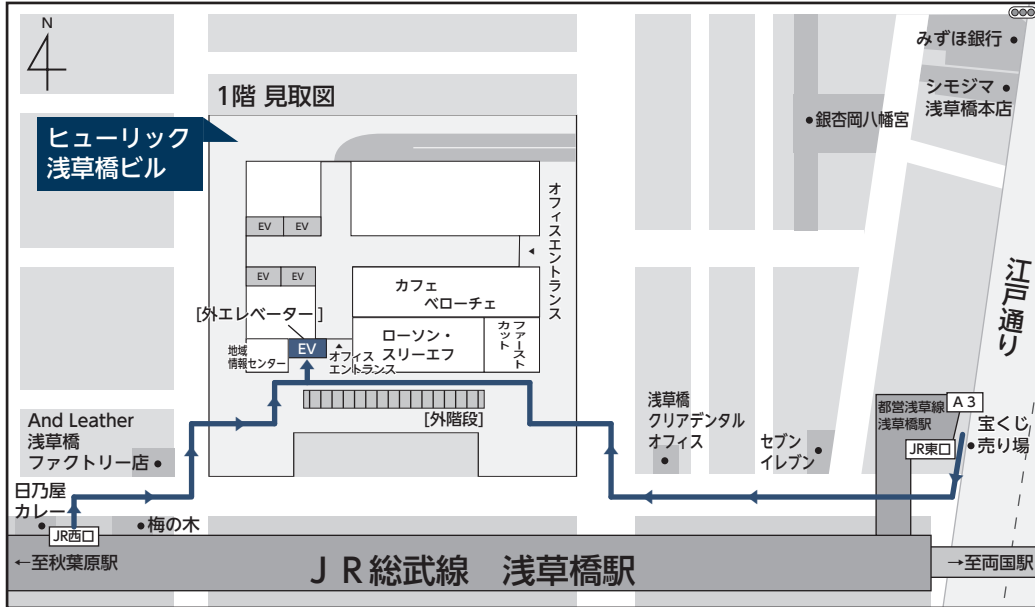 N
1階 見取図
ヒューリック
浅草橋ビル
みずほ銀行
シモジマ
浅草橋本店
銀杏岡八幡宮
オフィスエントランス
江戸通り
EV
EV
EV
EV
カフェ
ベローチェ
[外エレベーター]
ローソン・
スリーエフ
ファースト
カット
EV
地域
情報センター
オフィス
エントランス
[外階段]
And Leather
浅草橋
ファクトリー店
浅草橋
クリアデンタル
オフィス
セブン
イレブン
都営浅草線
浅草橋駅
A3
JR東口
宝くじ
売り場
日乃屋
カレー
JR西口
梅の木
←至秋葉原駅
JR総武線 浅草橋駅
→至両国駅